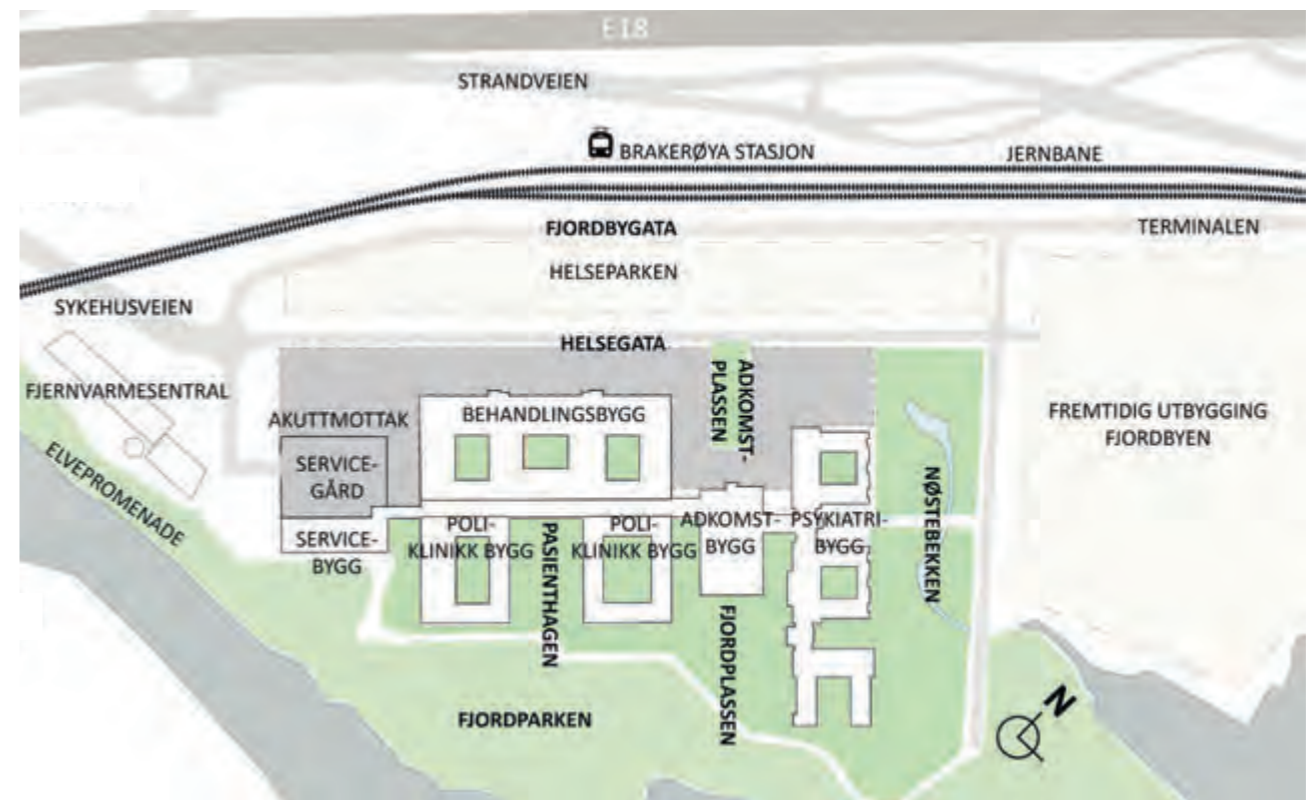 E18
STRANDVEIEN
BRAKERØYA STASJON
JERNBANE
FJORDBYGATA
TERMINALEN
HELSEPARKEN
SYKEHUSVEIEN
HELSEGATA
ADKOMST-
PLASSEN
FJERNVARMESENTRAL
AKUTTMOTTAK
BEHANDLINGSBYGG
FREMTIDIG UTBYGGING
FJORDBYEN
SERVICE-
GÅRD
ELVEPROMENADE
NØSTEBEKKEN
SERVICE-
BYGG
POLI-
KLINIKK BYGG
PASIENTHAGEN
POLI-
KLINIKK BYGG
ADKOMST-
BYGG
PSYKIATRI-
BYGG
FJORDPLASSEN
FJORDPARKEN
N